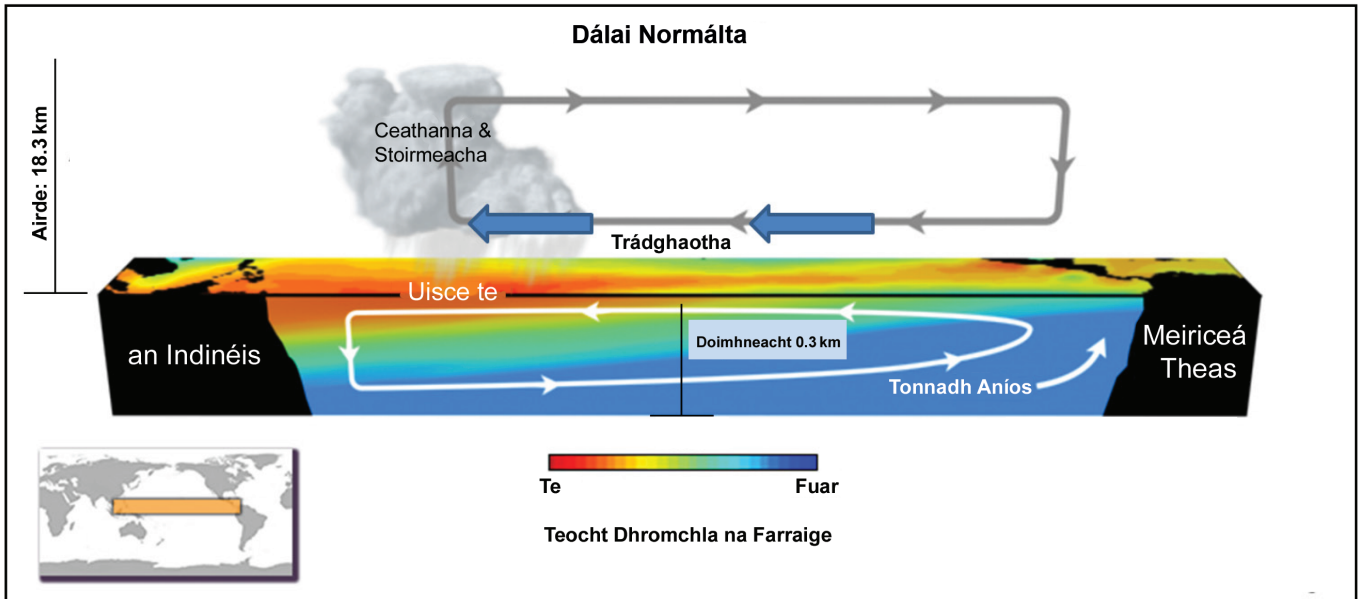 Dálaí Normálta
Airde: 18.3 km
Ceathanna &
Stoirmeacha
Trádghaotha
Uisce te
an Indinéis
Doimhneacht 0.3 km
Meiriceá
Theas
Tonnadh Aníos
Te
Fuar
Teocht Dhromchla na Farraige